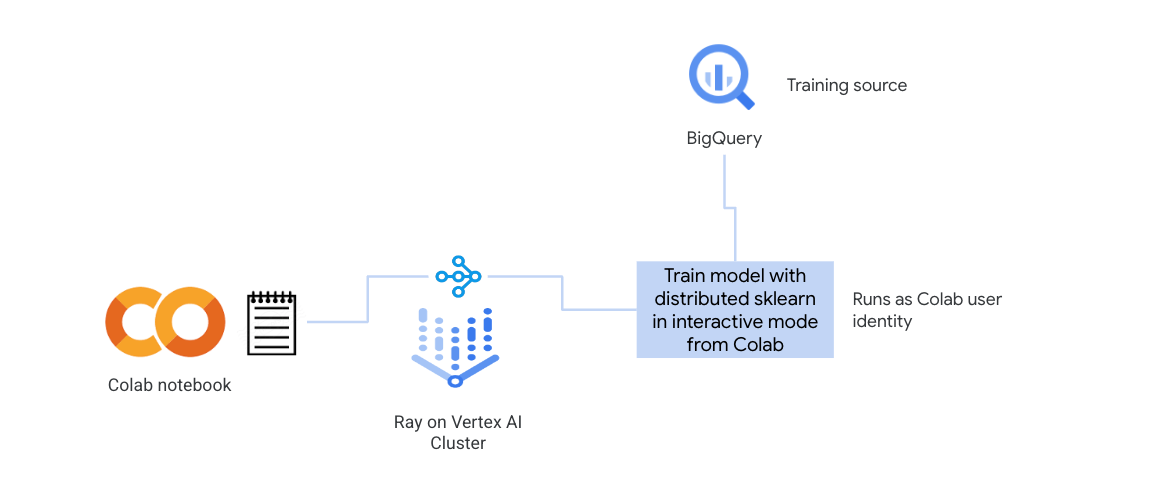 Training source
BigQuery
Train model with
distributed sklearn
in interactive mode
from Colab
Runs as Colab user
identity
Colab notebook
Ray on Vertex AI
Cluster